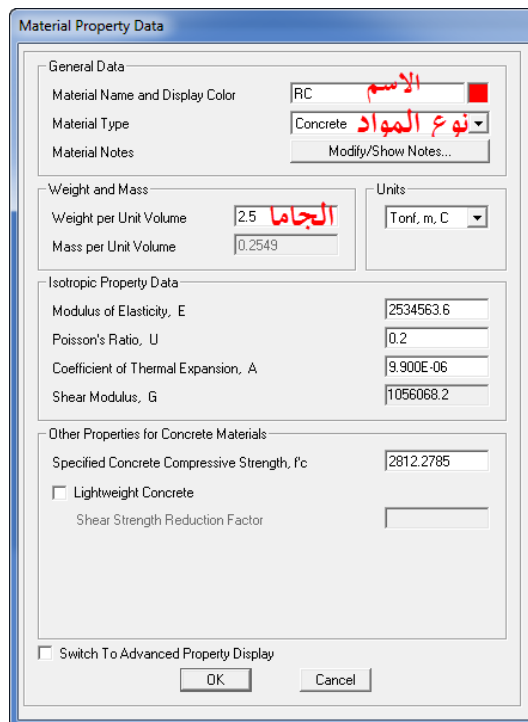 Material Property Data
General Data
Material Name and Display Color RC الاسم
Material Type Concrete نوع المواد
Material Notes Modify/Show Notes...
Weight and Mass Units
Weight per Unit Volume 2.5 الجاما Tonf, m, C
Mass per Unit Volume 0.2549
Isotropic Property Data
Modulus of Elasticity, E 2534563.6
Poisson's Ratio, U 0.2
Coefficient of Thermal Expansion, A 9.900E-06
Shear Modulus, G 1056068.2
Other Properties for Concrete Materials
Specified Concrete Compressive Strength, f'c 2812.2785
Lightweight Concrete
Shear Strength Reduction Factor
Switch To Advanced Property Display
OK Cancel